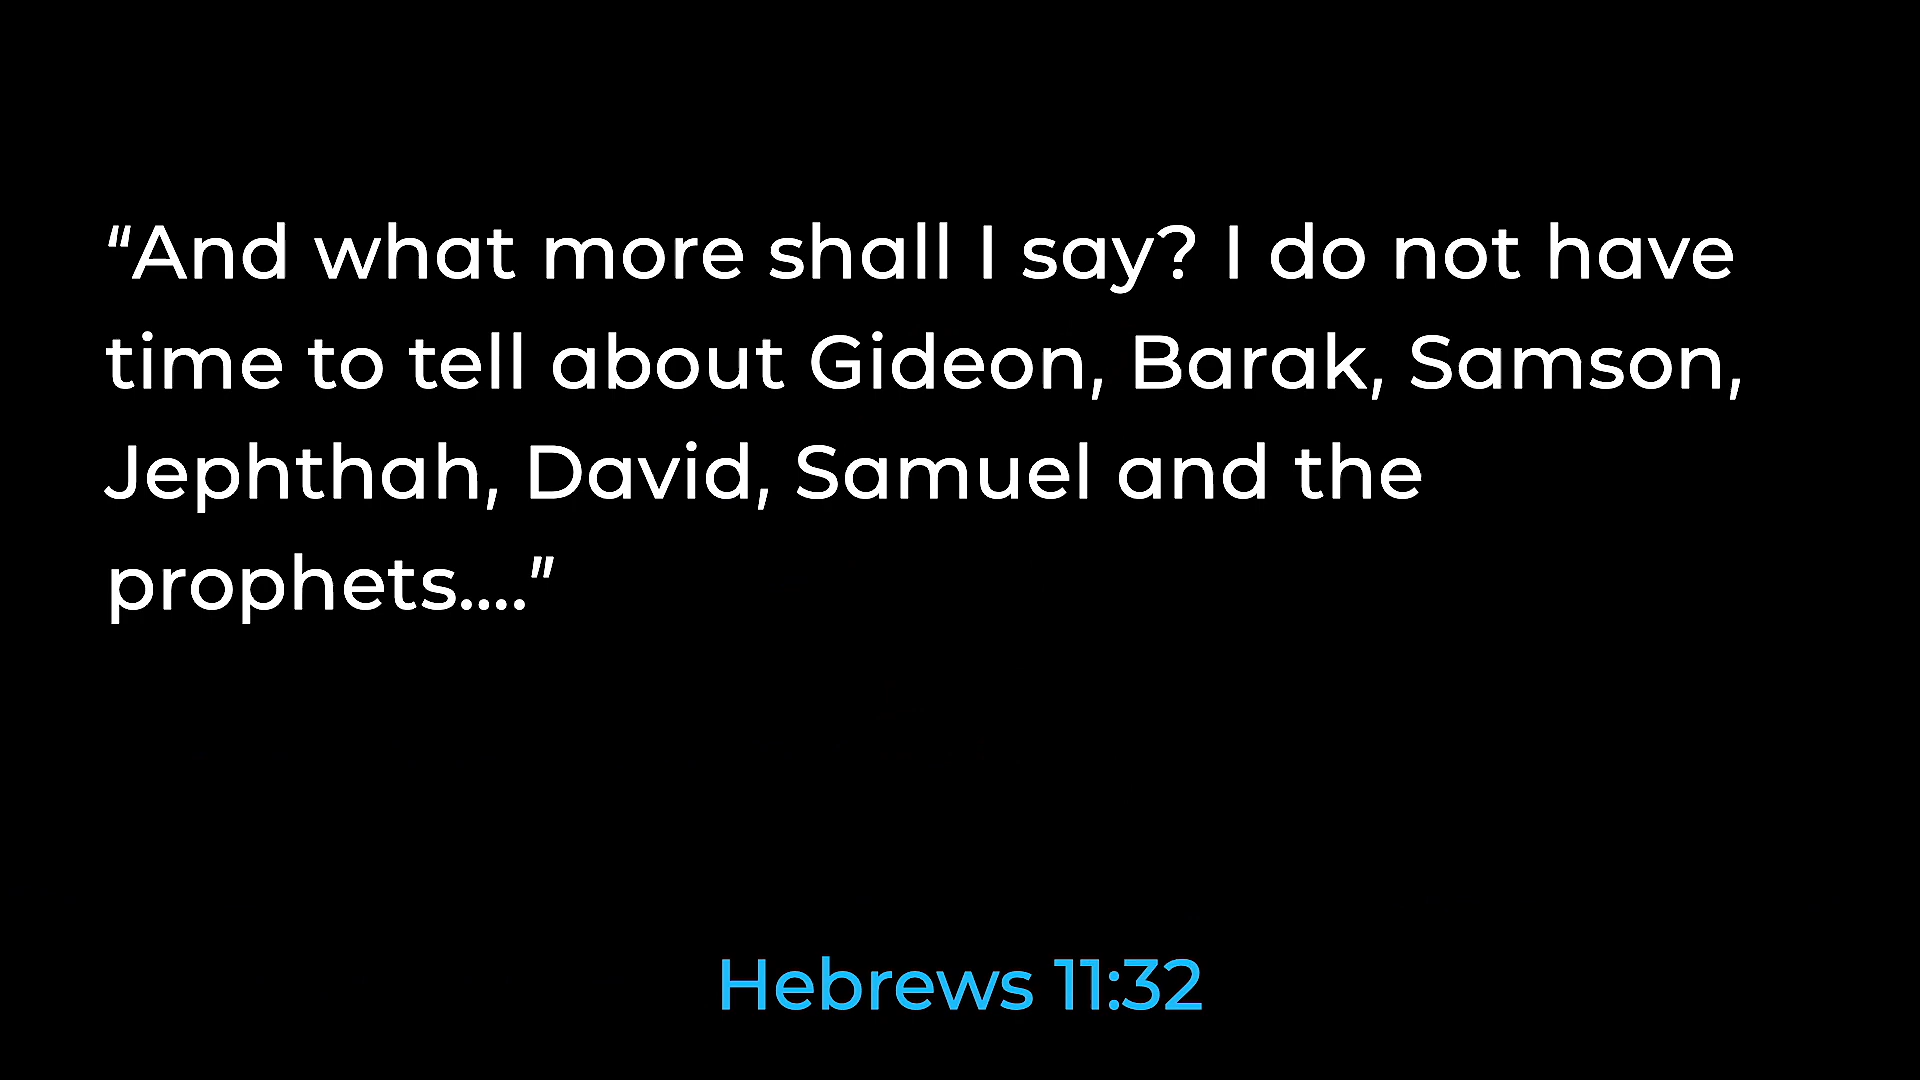 “And what more shall I say? I do not have
time to tell about Gideon, Barak, Samson,
Jephthah, David, Samuel and the
prophets....”
Hebrews 11:32